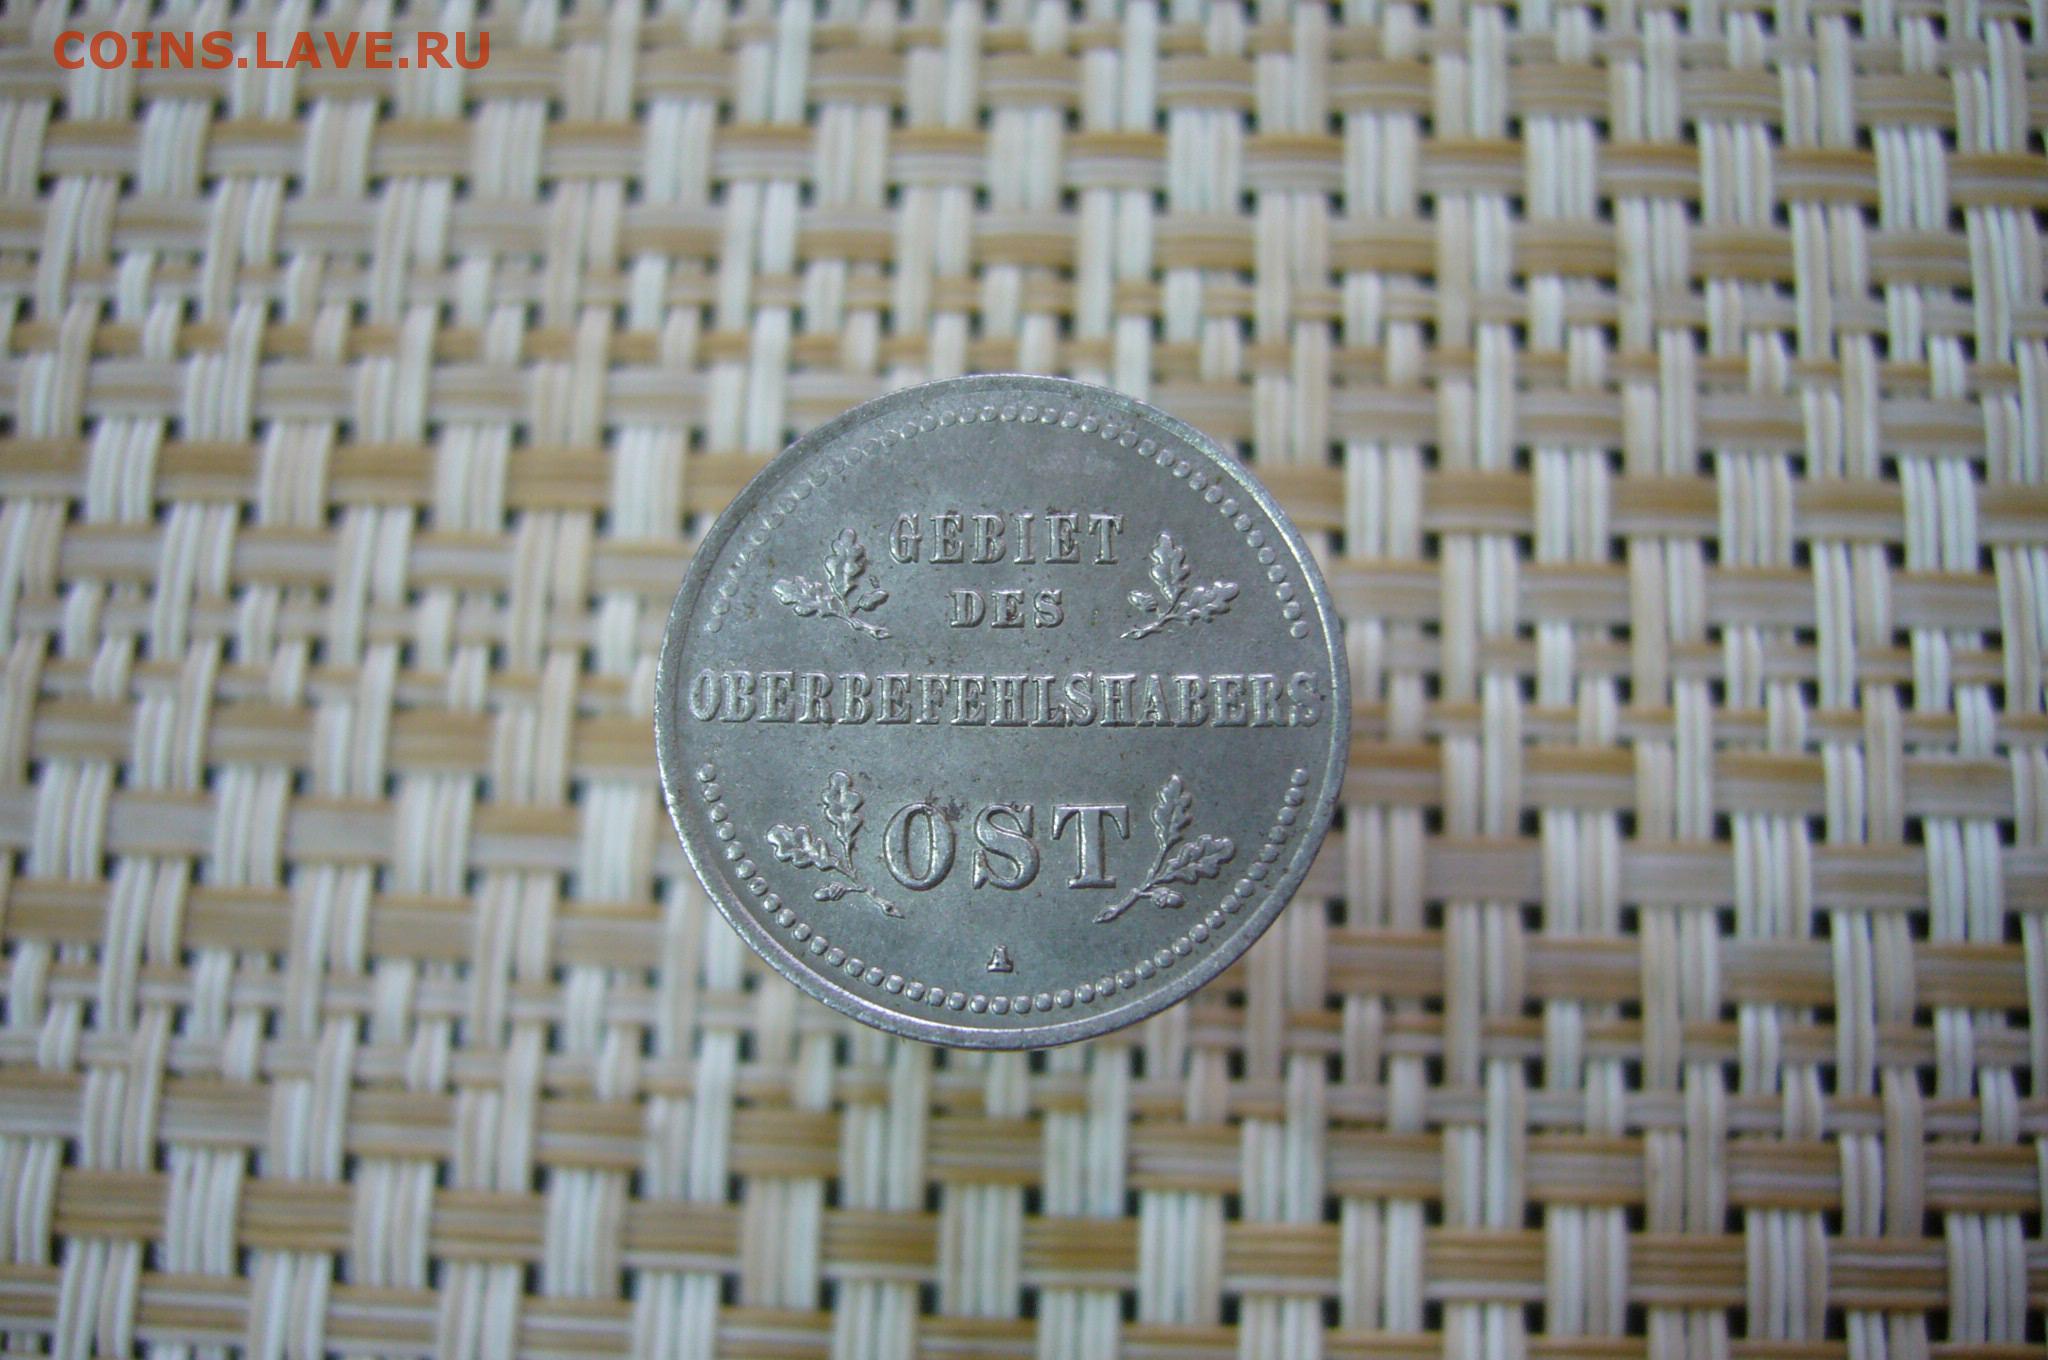 COINS.LAVE.RU
GEBIET
DES
OBERBEFEHLSHABERS
OST
A